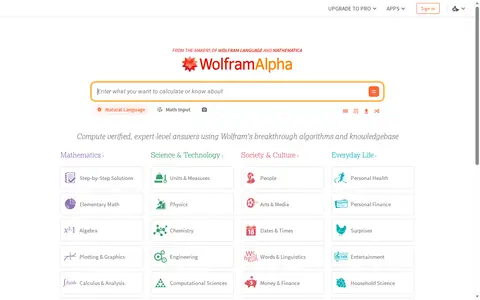 UPGRADE TO PRO
APPS
Sign in
FROM THE MAKERS OF WOLFRAM LANGUAGE AND MATHEMATICA
WolframAlpha
Enter what you want to calculate or know about
Natural Language
Math Input
Compute verified, expert-level answers using Wolfram's breakthrough algorithms and knowledgebase
Mathematics ›
Science & Technology ›
Society & Culture ›
Everyday Life ›
Step-by-Step Solutions
Units & Measures
People
Personal Health
Elementary Math
Physics
Arts & Media
Personal Finance
Algebra
Chemistry
Dates & Times
Surprises
Plotting & Graphics
Engineering
Words & Linguistics
Entertainment
Calculus & Analysis
Computational Sciences
Money & Finance
Household Science